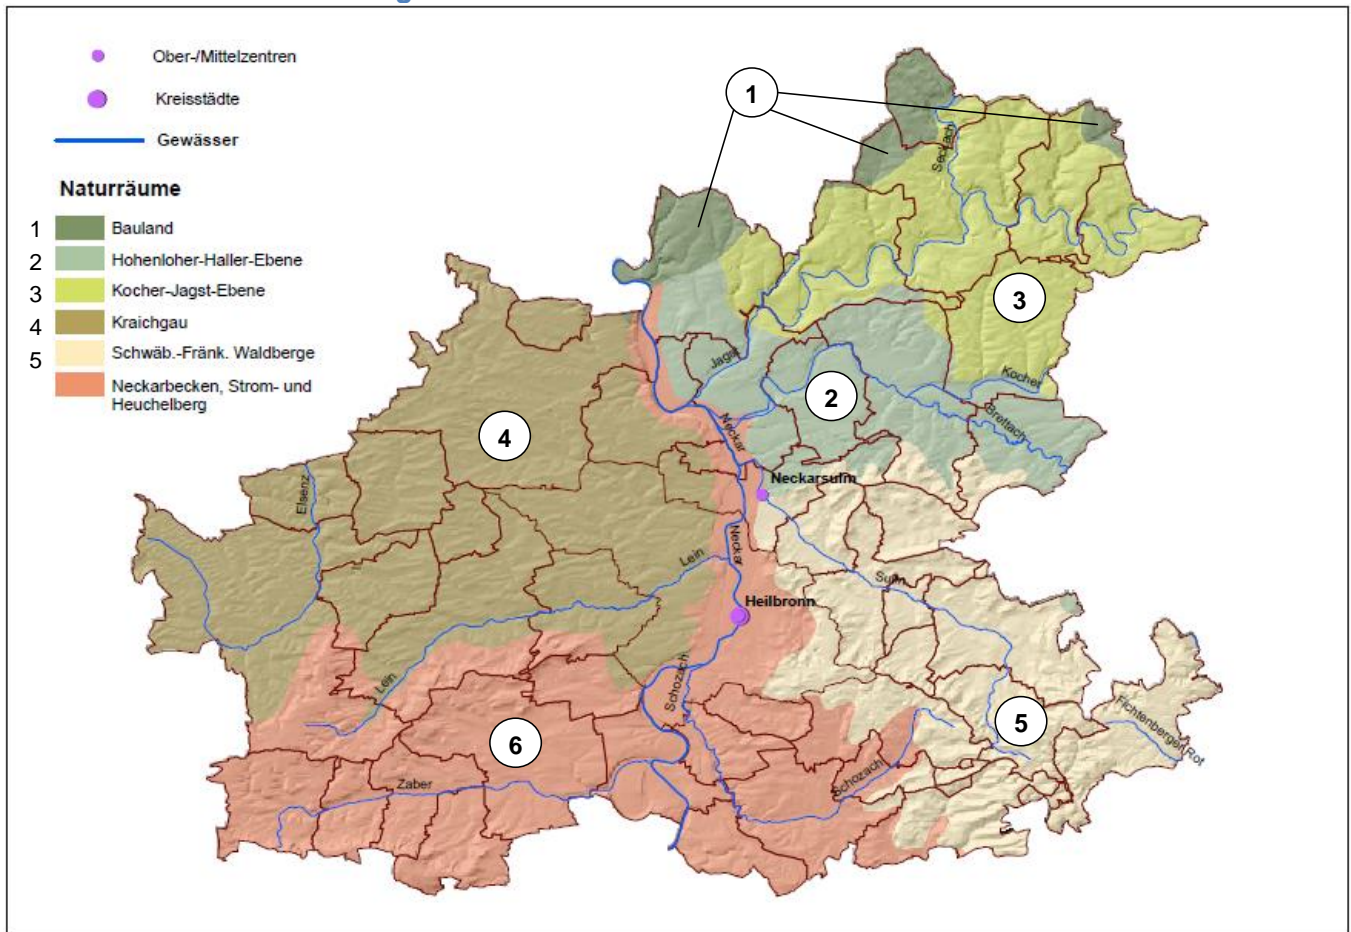 Ober-/Mittelzentren
Kreisstädte
Gewässer
Naturräume
1 Bauland
2 Hohenloher-Haller-Ebene
3 Kocher-Jagst-Ebene
4 Kraichgau
5 Schwäb.-Fränk. Waldberge
Neckarbecken, Strom- und
Heuchelberg
1
Seckach
3
Jagst
2
Kocher
Brettach
4
Neckar
Neckarsulm
Elsenz
Neckar
Lein
Sulm
Heilbronn
Lein
Schozach
5
Fichtenberger Rot
6
Schozach
Zaber